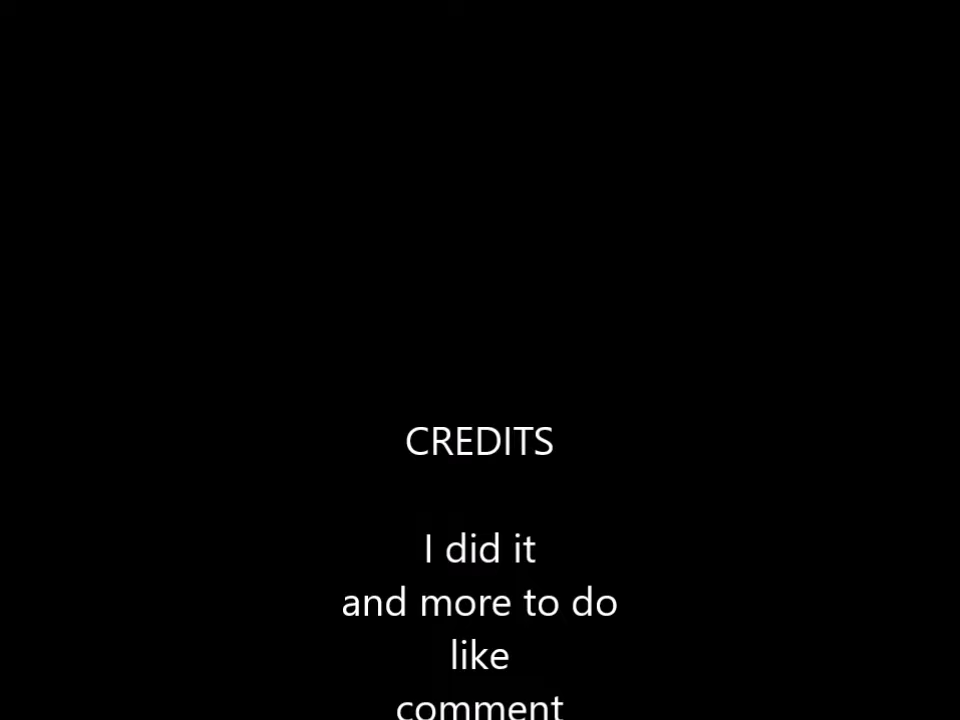 CREDITS
I did it
and more to do
like
comment